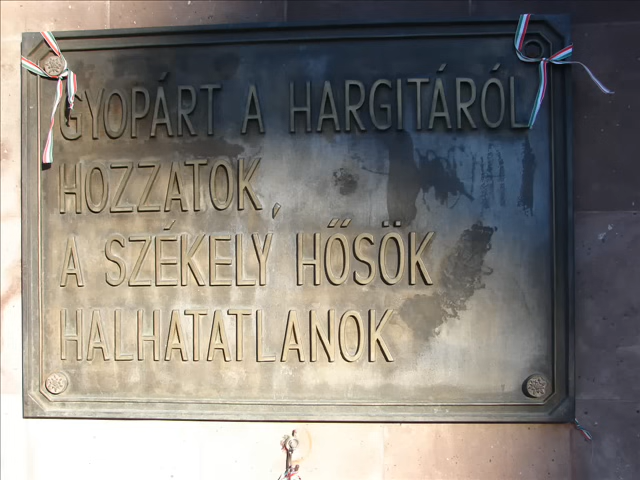 GYOPÁRT A HARGITÁRÓL
HOZZATOK,
A SZÉKELY HŐSÖK
HALHATATLANOK